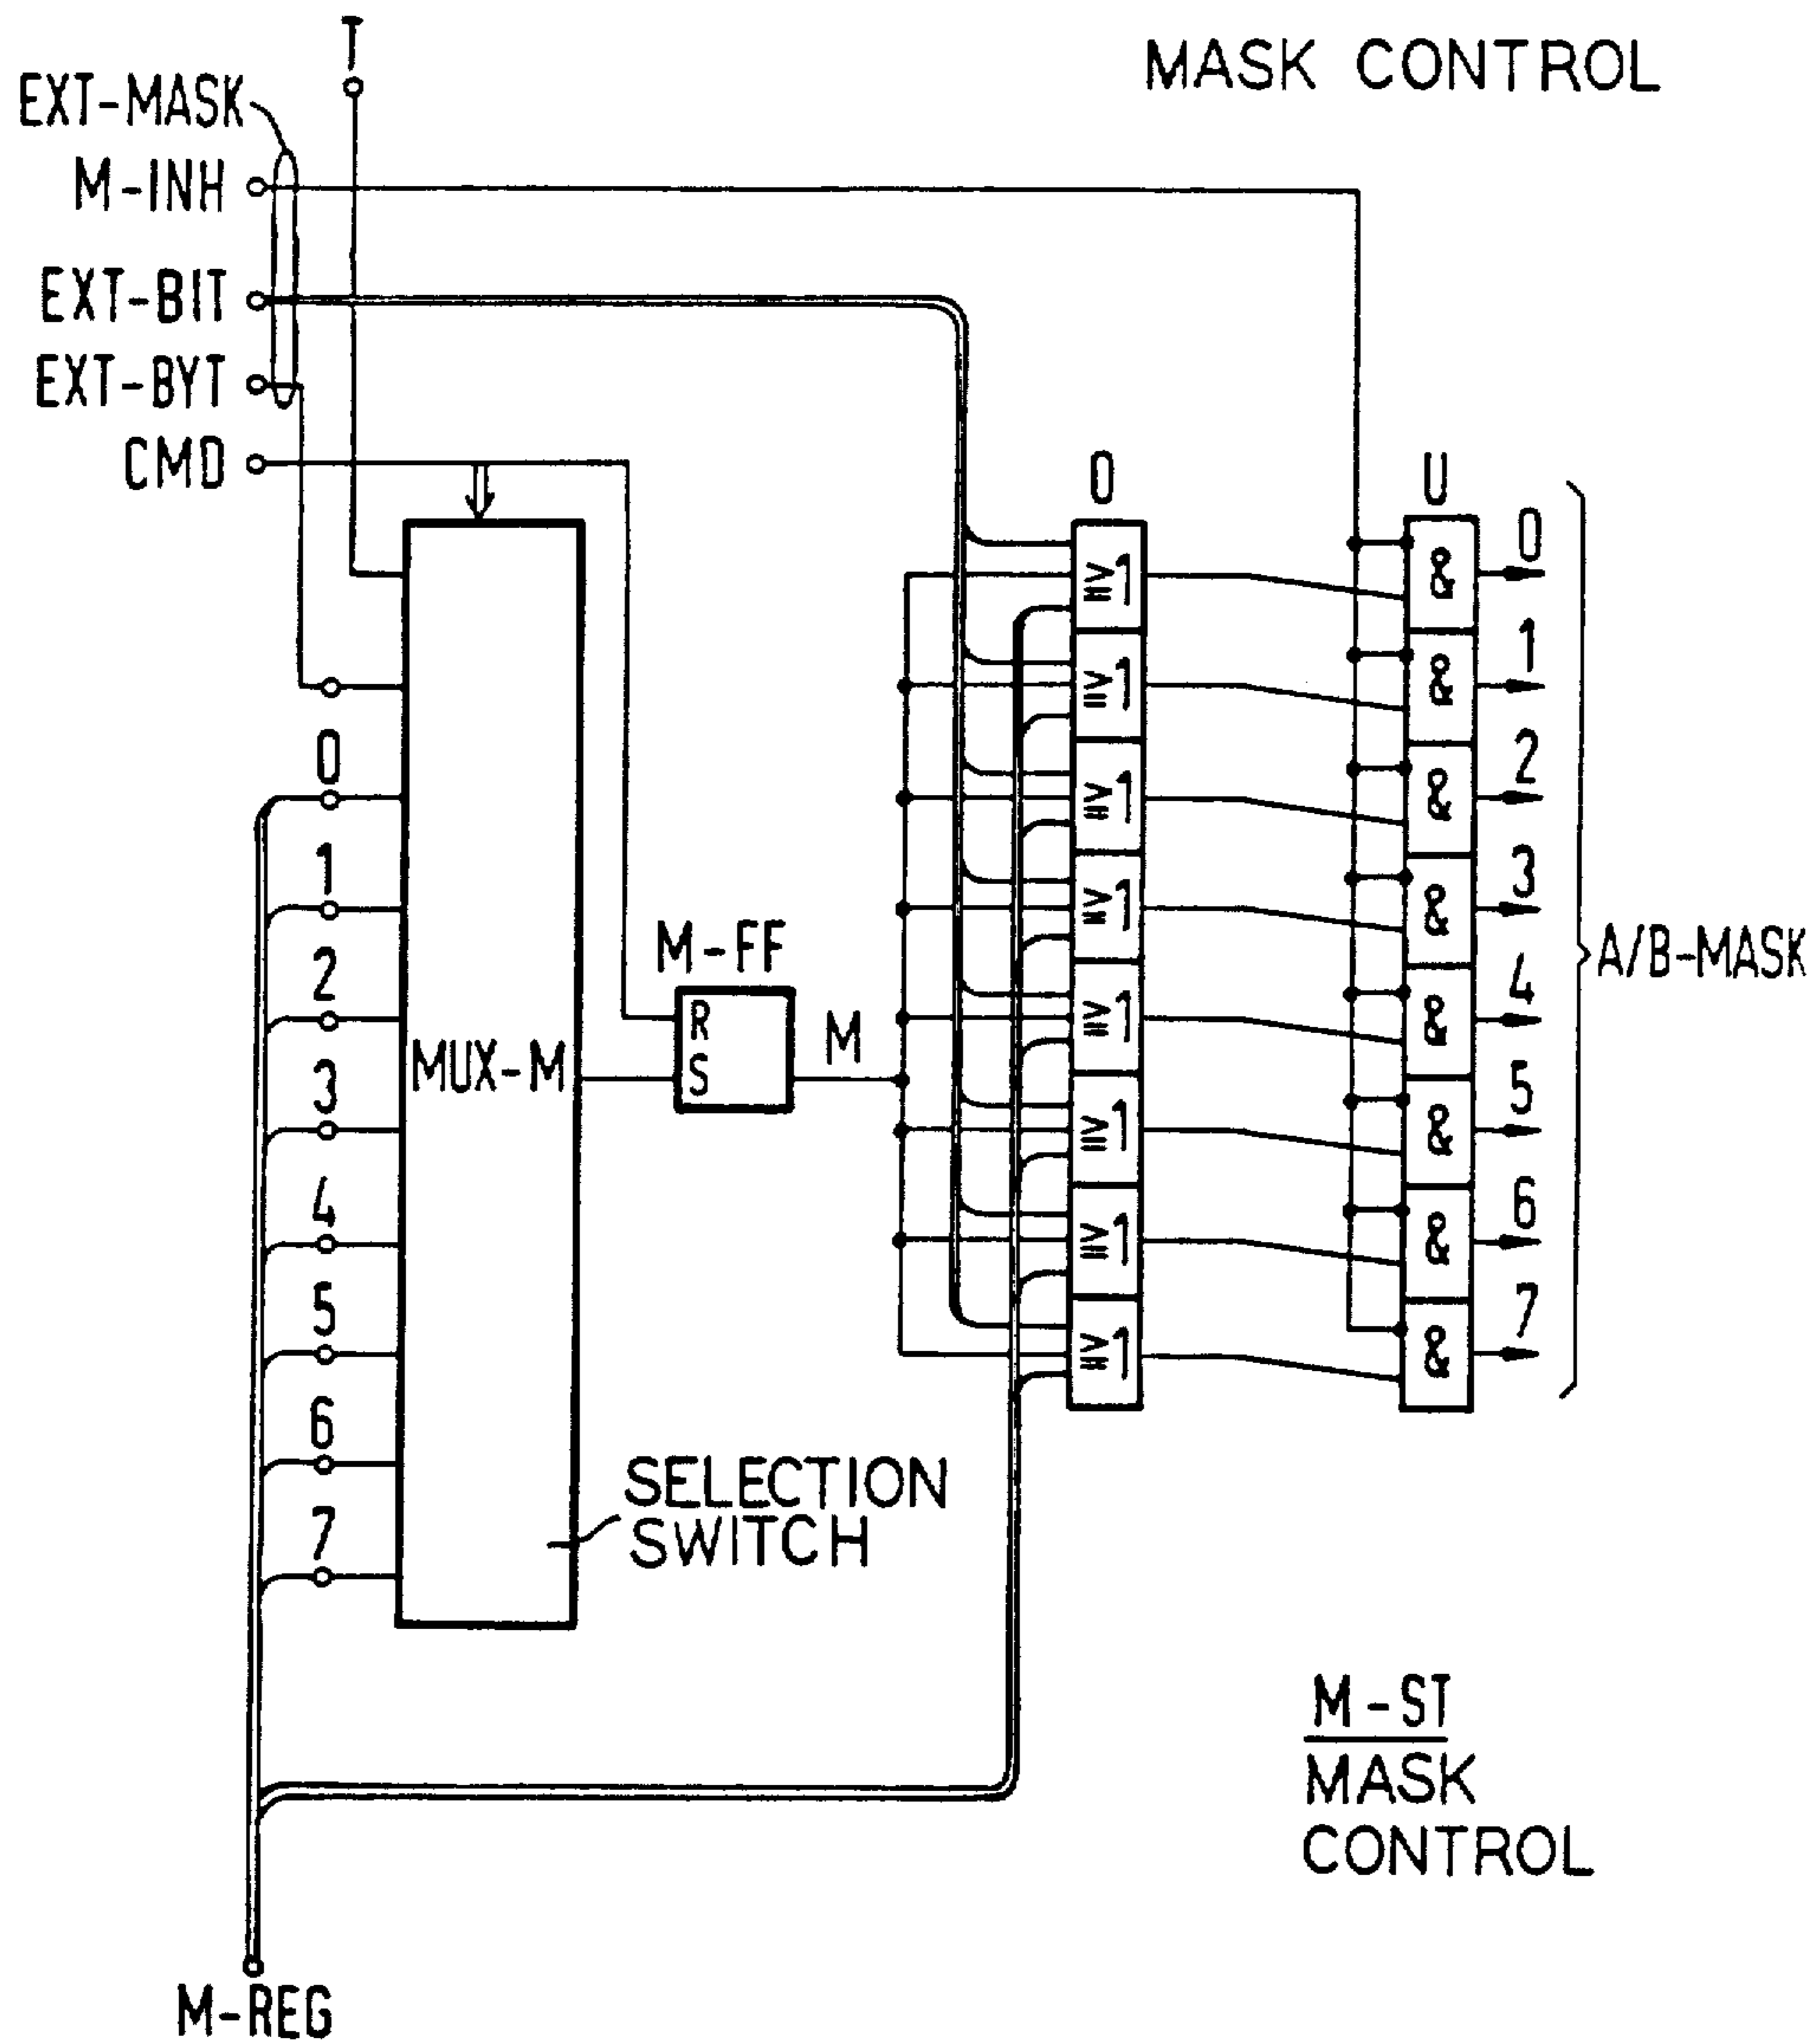 T
MASK CONTROL
EXT-MASK
M-INH
EXT-BIT
EXT-BYT
CMD
O
U
≥1
≥1
≥1
≥1
≥1
≥1
≥1
≥1
&
&
&
&
&
&
&
&
0
1
2
3
4
5
6
7
A/B-MASK
0
1
2
3
4
5
6
7
MUX-M
M-FF
R
S
M
SELECTION
SWITCH
M-ST
MASK
CONTROL
M-REG